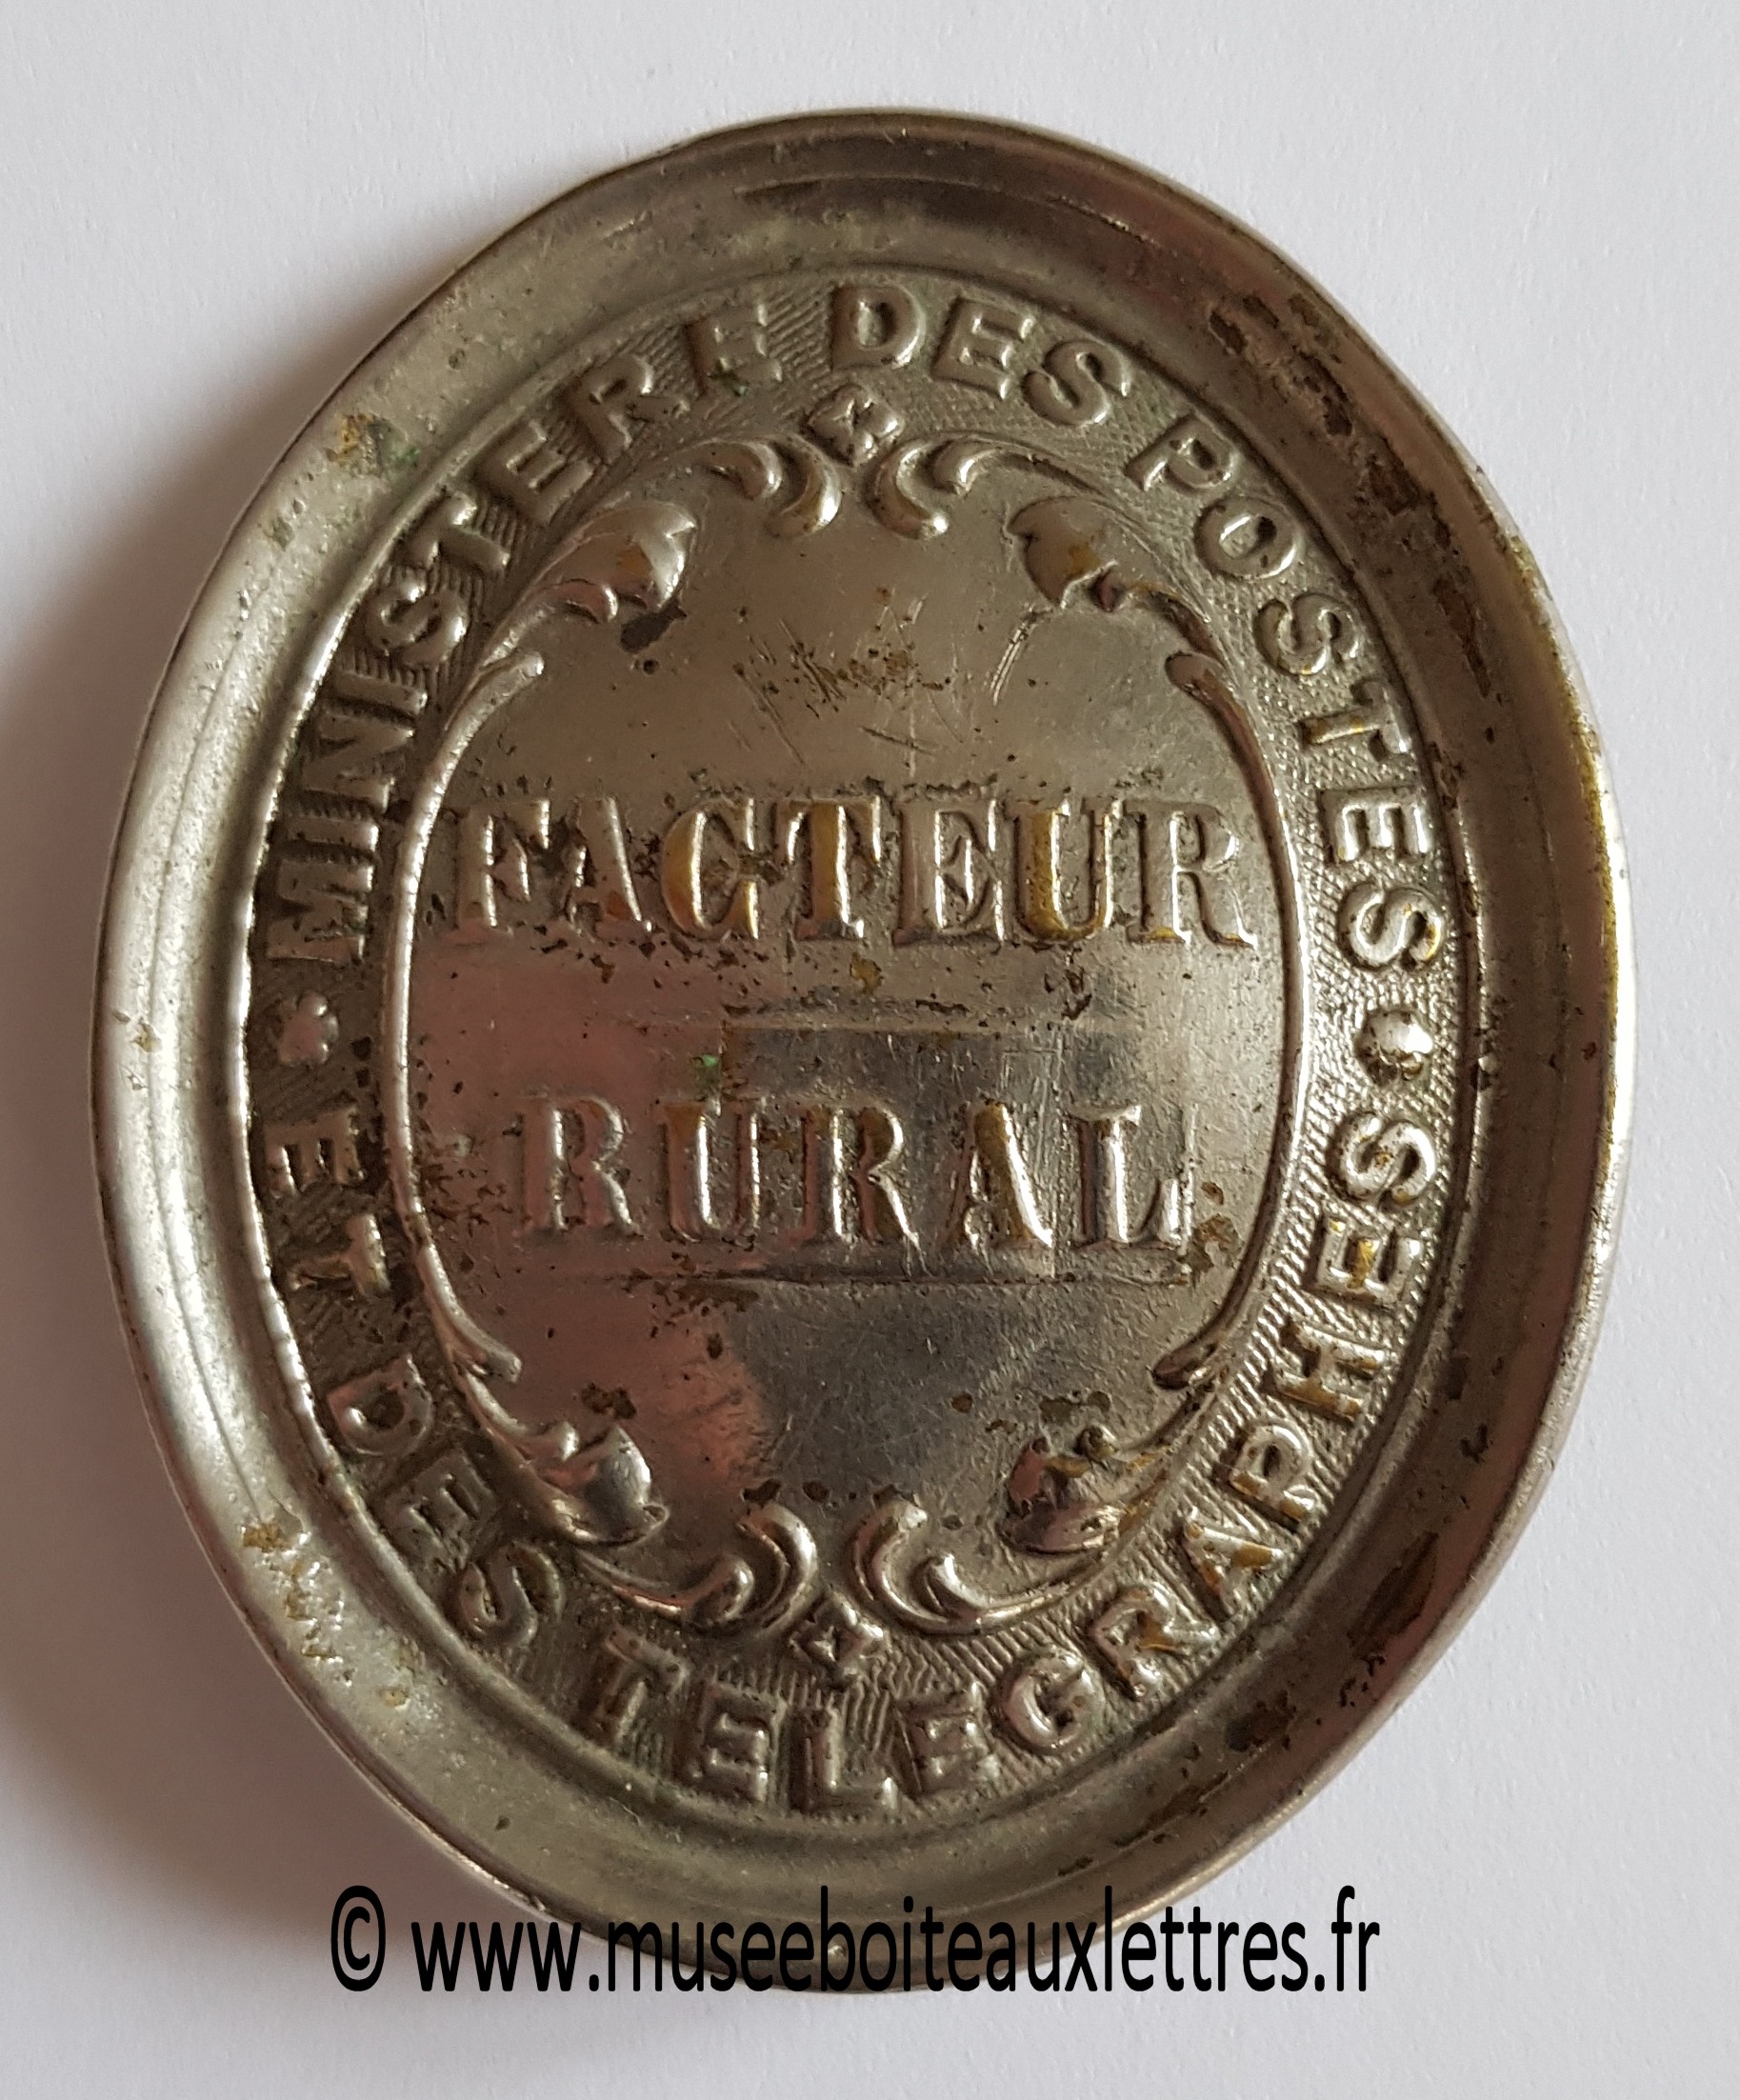 MINISTERE DES POSTES
ET DES TELEGRAPHES
FACTEUR
RURAL
© www.museeboiteauxlettres.fr